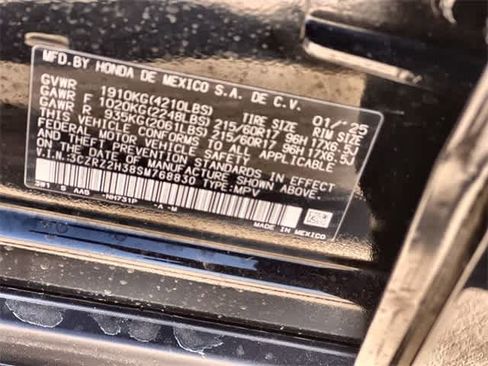 MFD.BY HONDA DE MEXICO S.A. DE C.V. 01/25
GVWR 1910KG(4210LBS) TIRE SIZE RIM SIZE
GAWR F 1020KG(2248LBS) 215/60R17 96H 17X6.5J
GAWR R 935KG(2061LBS) 215/60R17 96H 17X6.5J
THIS VEHICLE CONFORMS TO ALL APPLICABLE
FEDERAL MOTOR VEHICLE SAFETY
AND THEFT PREVENTION STANDARDS IN EFFECT
ON THE DATE OF MANUFACTURE SHOWN ABOVE.
V.I.N.:3CZRZ2H38SM768830 TYPE:MPV
3W1 S AAS NH731P -A-M
MADE IN MEXICO